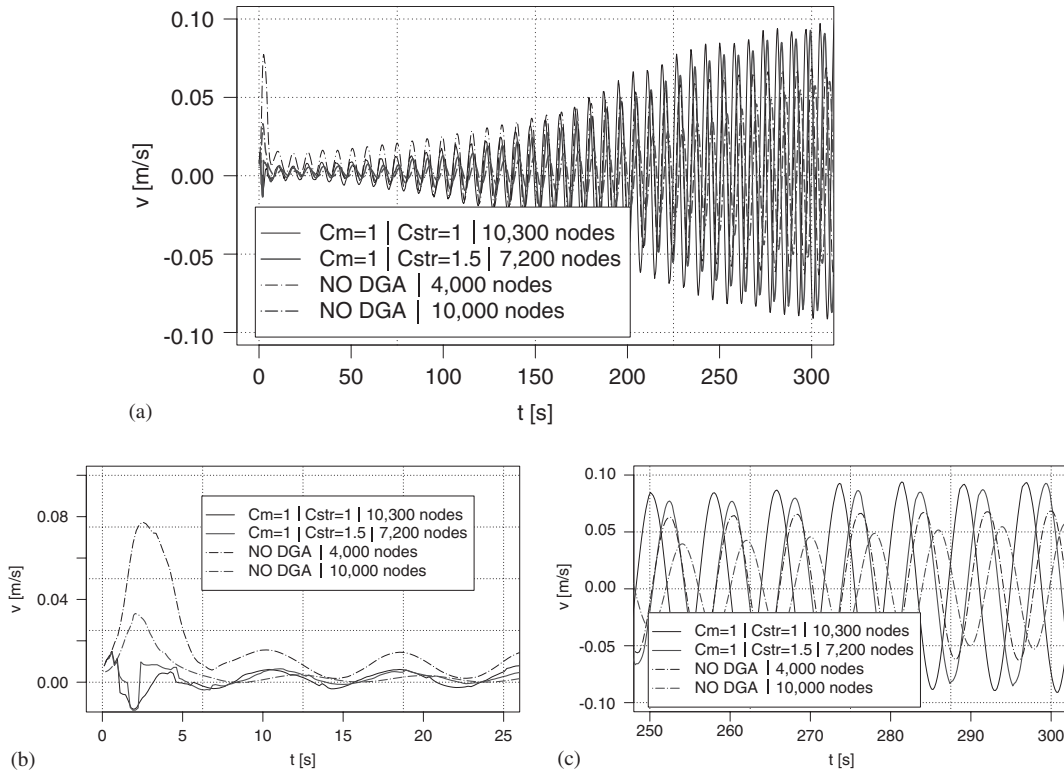 0.10
0.05
0.00
-0.05
-0.10
v [m/s]
Cm=1 | Cstr=1 | 10,300 nodes
Cm=1 | Cstr=1.5 | 7,200 nodes
NO DGA | 4,000 nodes
NO DGA | 10,000 nodes
0 50 100 150 200 250 300
t [s]
(a)
0.08
0.04
0.00
v [m/s]
Cm=1 | Cstr=1 | 10,300 nodes
Cm=1 | Cstr=1.5 | 7,200 nodes
NO DGA | 4,000 nodes
NO DGA | 10,000 nodes
0 5 10 15 20 25
t [s]
(b)
0.10
0.05
0.00
-0.05
-0.10
v [m/s]
Cm=1 | Cstr=1 | 10,300 nodes
Cm=1 | Cstr=1.5 | 7,200 nodes
NO DGA | 4,000 nodes
NO DGA | 10,000 nodes
250 260 270 280 290 300
t [s]
(c)